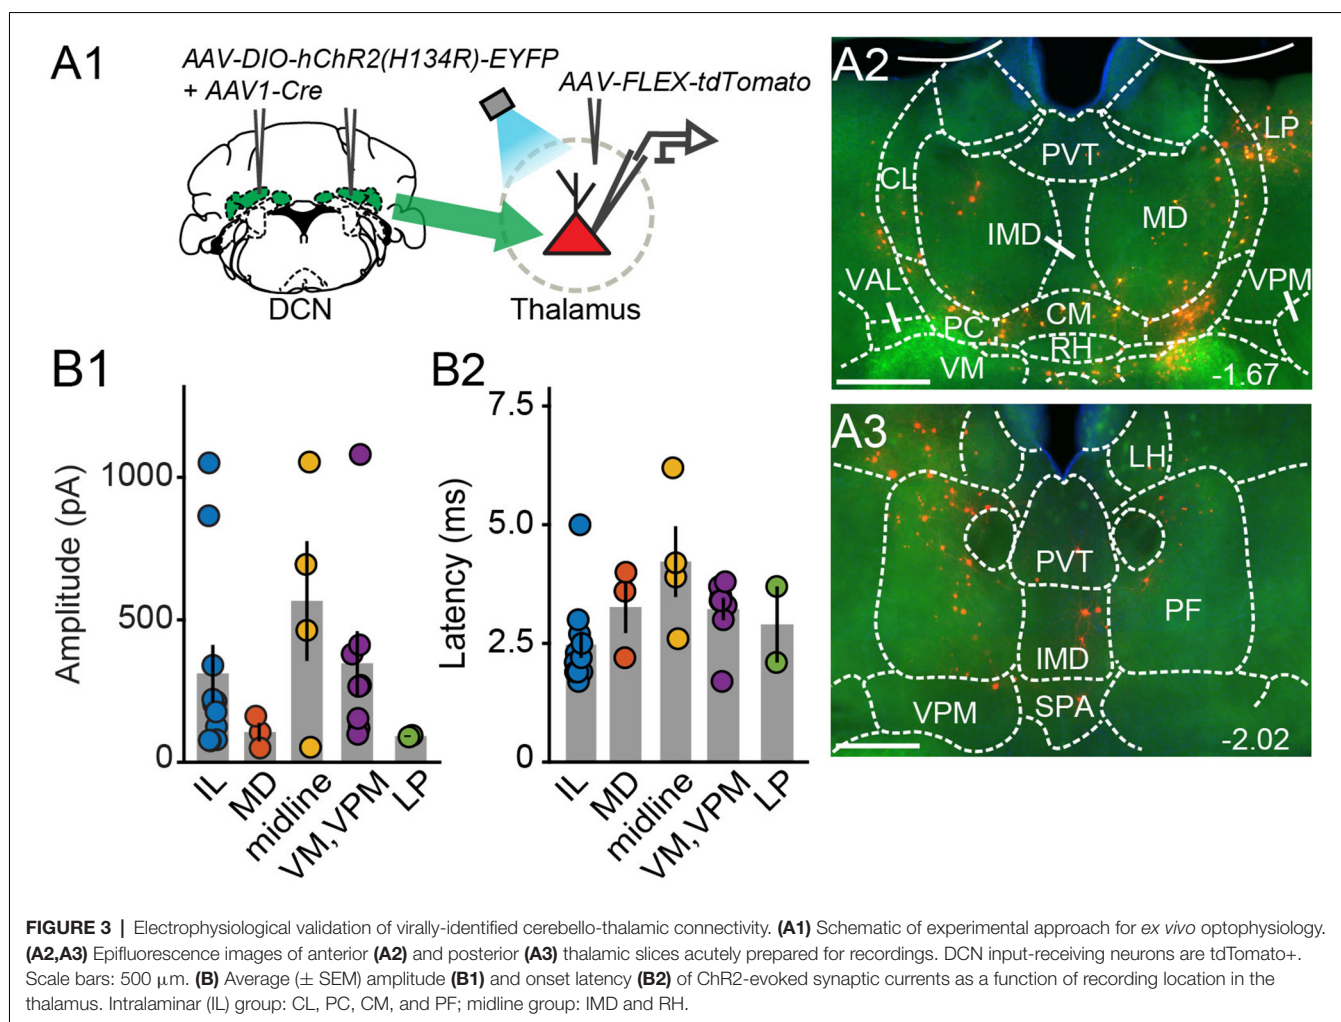 A1
AAV-DIO-hChR2(H134R)-EYFP
+ AAV1-Cre
AAV-FLEX-tdTomato
DCN
Thalamus
A2
PVT
LP
CL
IMD
MD
VAL
VPM
PC
CM
RH
VM
-1.67
A3
LH
PVT
PF
IMD
VPM
SPA
-2.02
B1
Amplitude (pA)
1000
500
0
IL
MD
midline
VM, VPM
LP
B2
Latency (ms)
7.5
5.0
2.5
0
IL
MD
midline
VM, VPM
LP
FIGURE 3 | Electrophysiological validation of virally-identified cerebello-thalamic connectivity. (A1) Schematic of experimental approach for ex vivo optophysiology.
(A2,A3) Epifluorescence images of anterior (A2) and posterior (A3) thalamic slices acutely prepared for recordings. DCN input-receiving neurons are tdTomato+.
Scale bars: 500 μm. (B) Average (± SEM) amplitude (B1) and onset latency (B2) of ChR2-evoked synaptic currents as a function of recording location in the
thalamus. Intralaminar (IL) group: CL, PC, CM, and PF; midline group: IMD and RH.